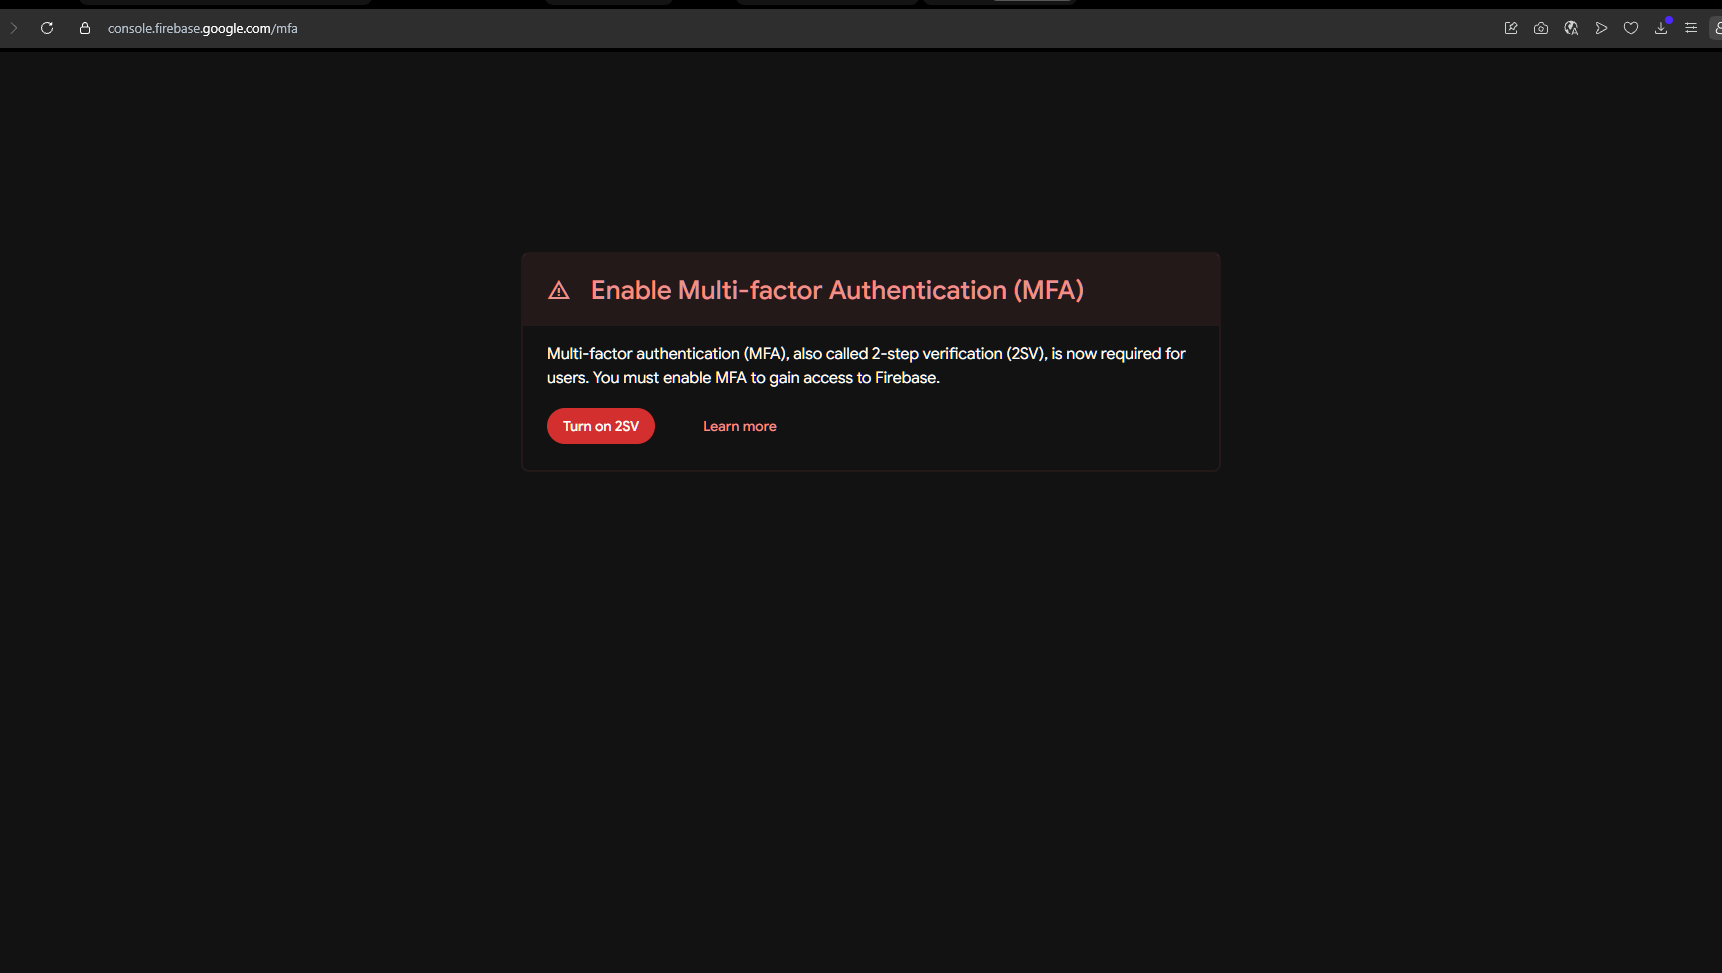 console.firebase.google.com/mfa
Enable Multi-factor Authentication (MFA)
Multi-factor authentication (MFA), also called 2-step verification (2SV), is now required for
users. You must enable MFA to gain access to Firebase.
Turn on 2SV
Learn more